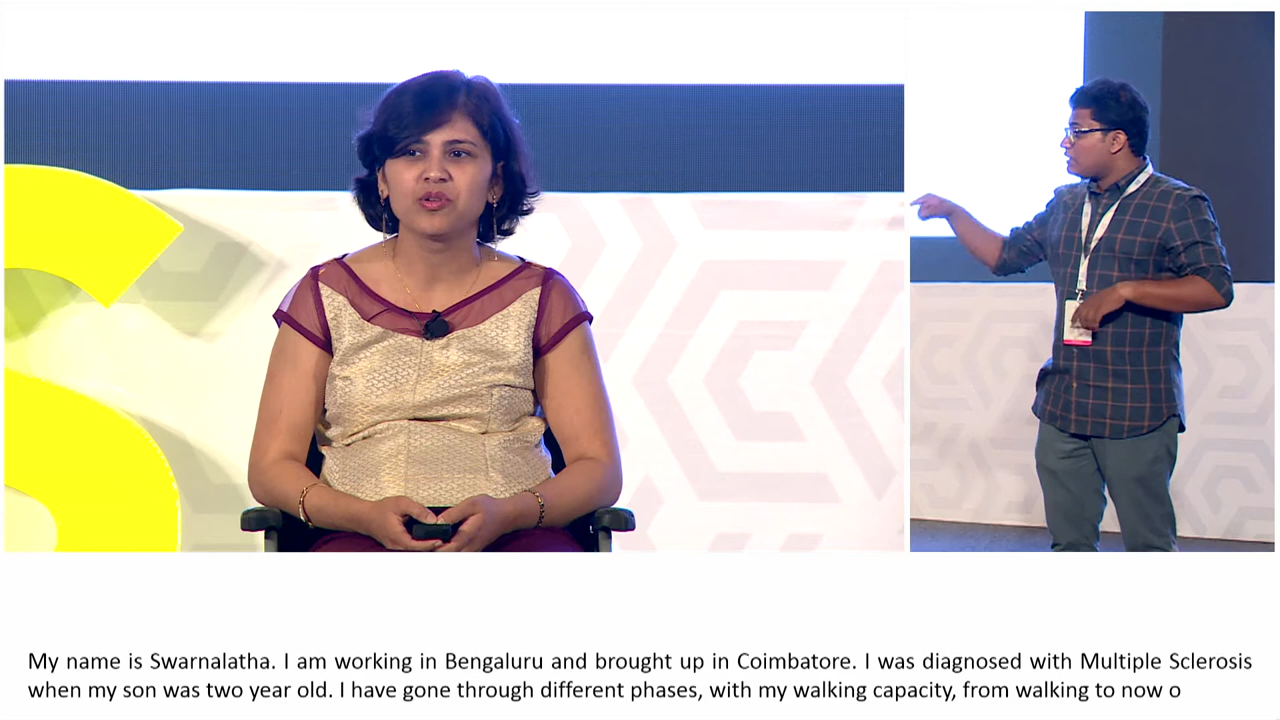 My name is Swarnalatha. I am working in Bengaluru and brought up in Coimbatore. I was diagnosed with Multiple Sclerosis
when my son was two year old. I have gone through different phases, with my walking capacity, from walking to now o